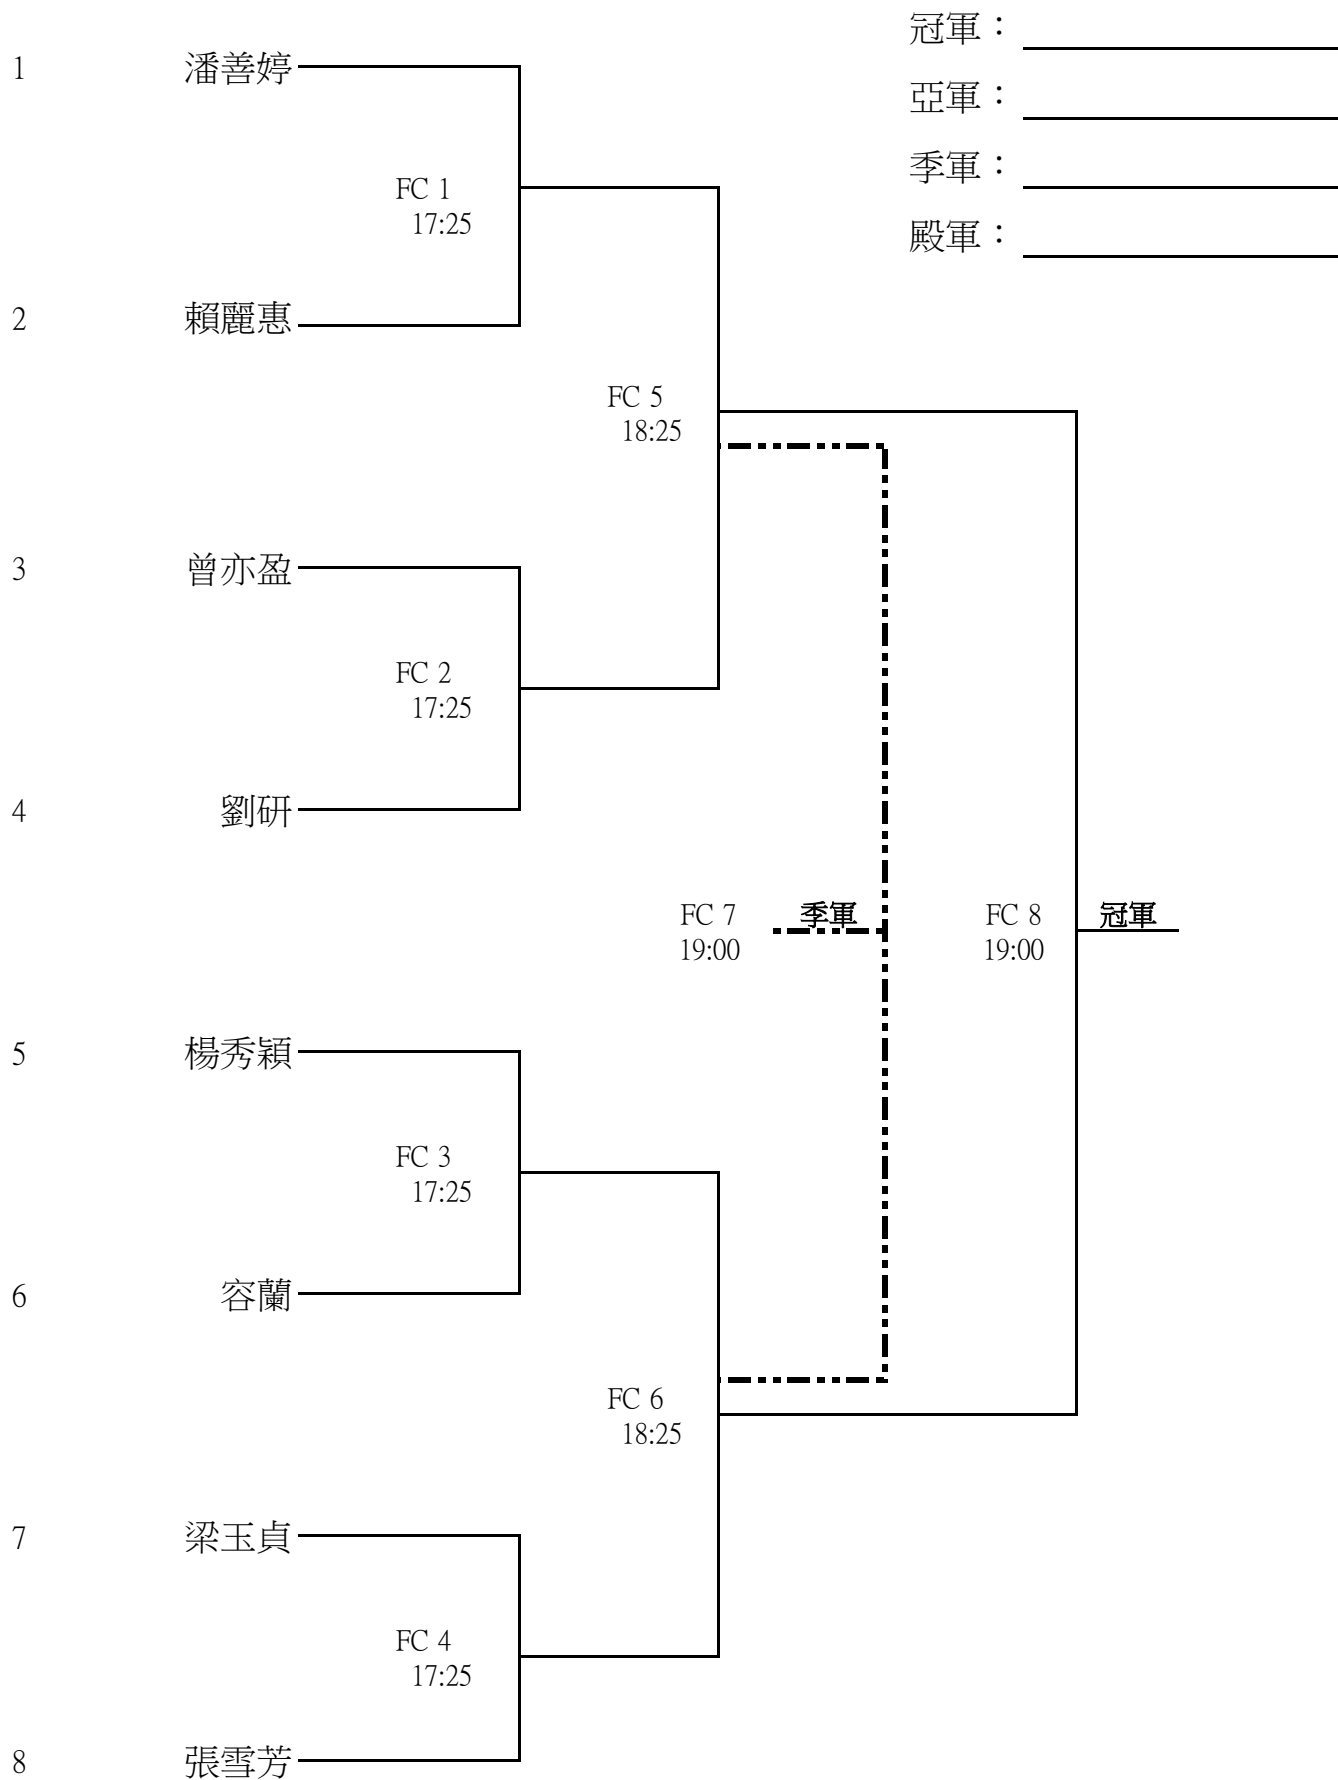 冠軍：
1 潘善婷
亞軍：
季軍：
FC 1
17:25
殿軍：
2 賴麗惠
FC 5
18:25
3 曾亦盈
FC 2
17:25
4 劉研
FC 7 季軍 FC 8 冠軍
19:00 19:00
5 楊秀穎
FC 3
17:25
6 容蘭
FC 6
18:25
7 梁玉貞
FC 4
17:25
8 張雪芳